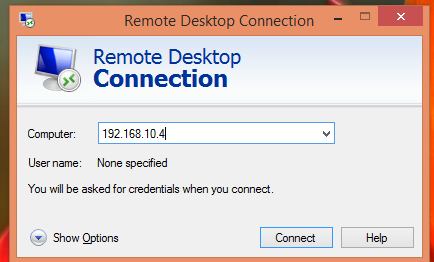 Remote Desktop Connection
Remote Desktop
Connection
Computer: 192.168.10.4
User name: None specified
You will be asked for credentials when you connect.
Show Options Connect Help